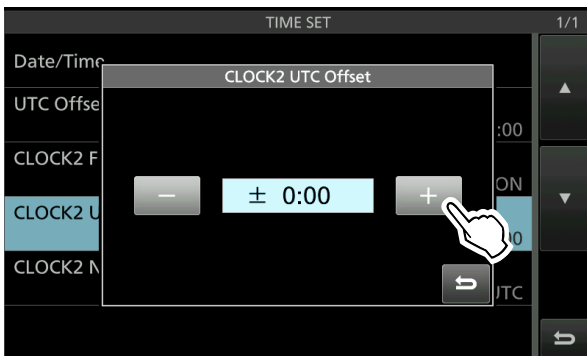 TIME SET 1/1
Date/Time
CLOCK2 UTC Offset
UTC Offse
:00
CLOCK2 F
ON
− ± 0:00 +
CLOCK2 U
00
CLOCK2 N
UTC